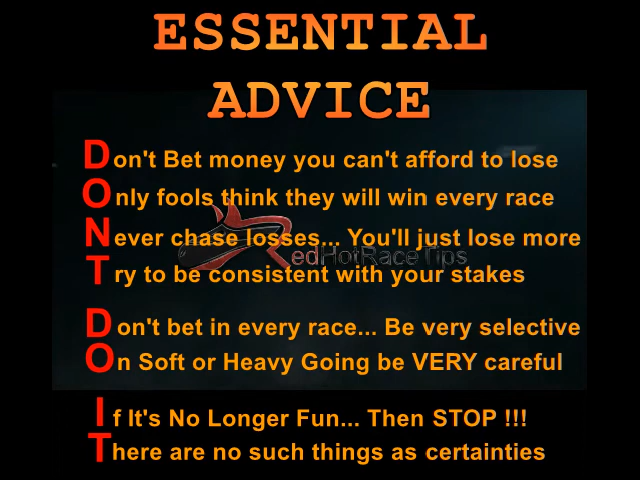 ESSENTIAL
ADVICE
Don't Bet money you can't afford to lose
Only fools think they will win every race
Never chase losses... You'll just lose more
RedHotRaceTips
Try to be consistent with your stakes
Don't bet in every race... Be very selective
On Soft or Heavy Going be VERY careful
If It's No Longer Fun... Then STOP !!!
There are no such things as certainties